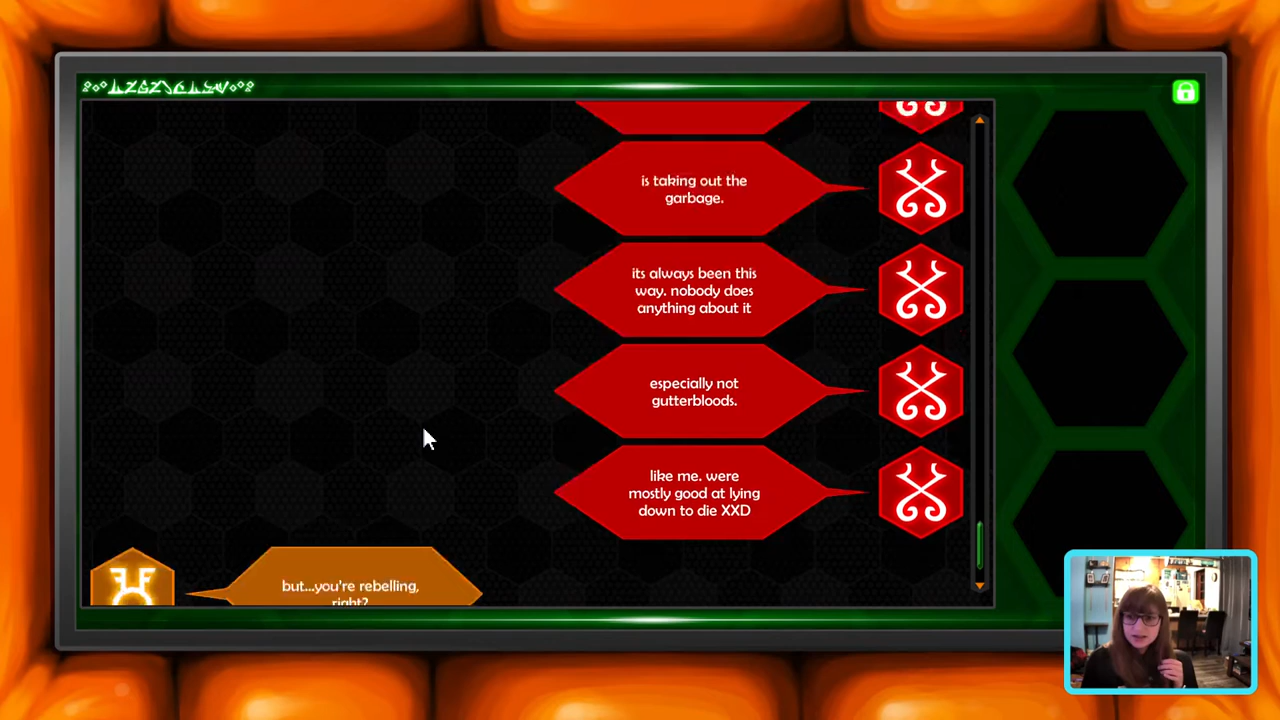 is taking out the
garbage.
its always been this
way. nobody does
anything about it
especially not
gutterbloods.
like me. were
mostly good at lying
down to die XXD
but...you're rebelling,
right?